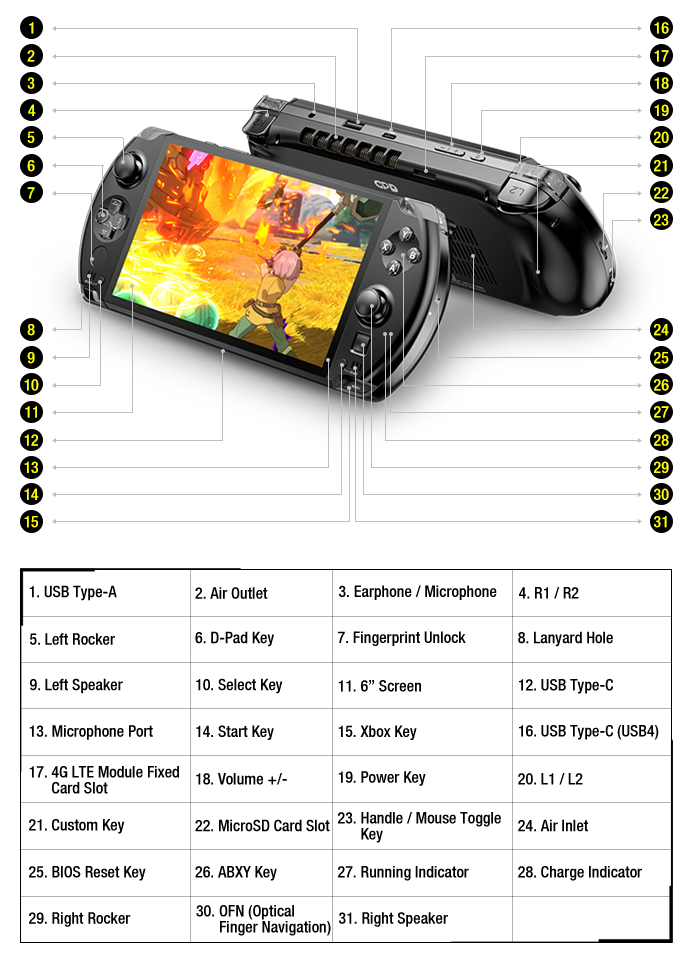 1
2
3
4
5
6
7
8
9
10
11
12
13
14
15
16
17
18
19
20
21
22
23
24
25
26
27
28
29
30
31
GPD
L2
Y
X
B
A
1. USB Type-A
2. Air Outlet
3. Earphone / Microphone
4. R1 / R2
5. Left Rocker
6. D-Pad Key
7. Fingerprint Unlock
8. Lanyard Hole
9. Left Speaker
10. Select Key
11. 6” Screen
12. USB Type-C
13. Microphone Port
14. Start Key
15. Xbox Key
16. USB Type-C (USB4)
17. 4G LTE Module Fixed
Card Slot
18. Volume +/-
19. Power Key
20. L1 / L2
21. Custom Key
22. MicroSD Card Slot
23. Handle / Mouse Toggle
Key
24. Air Inlet
25. BIOS Reset Key
26. ABXY Key
27. Running Indicator
28. Charge Indicator
29. Right Rocker
30. OFN (Optical
Finger Navigation)
31. Right Speaker